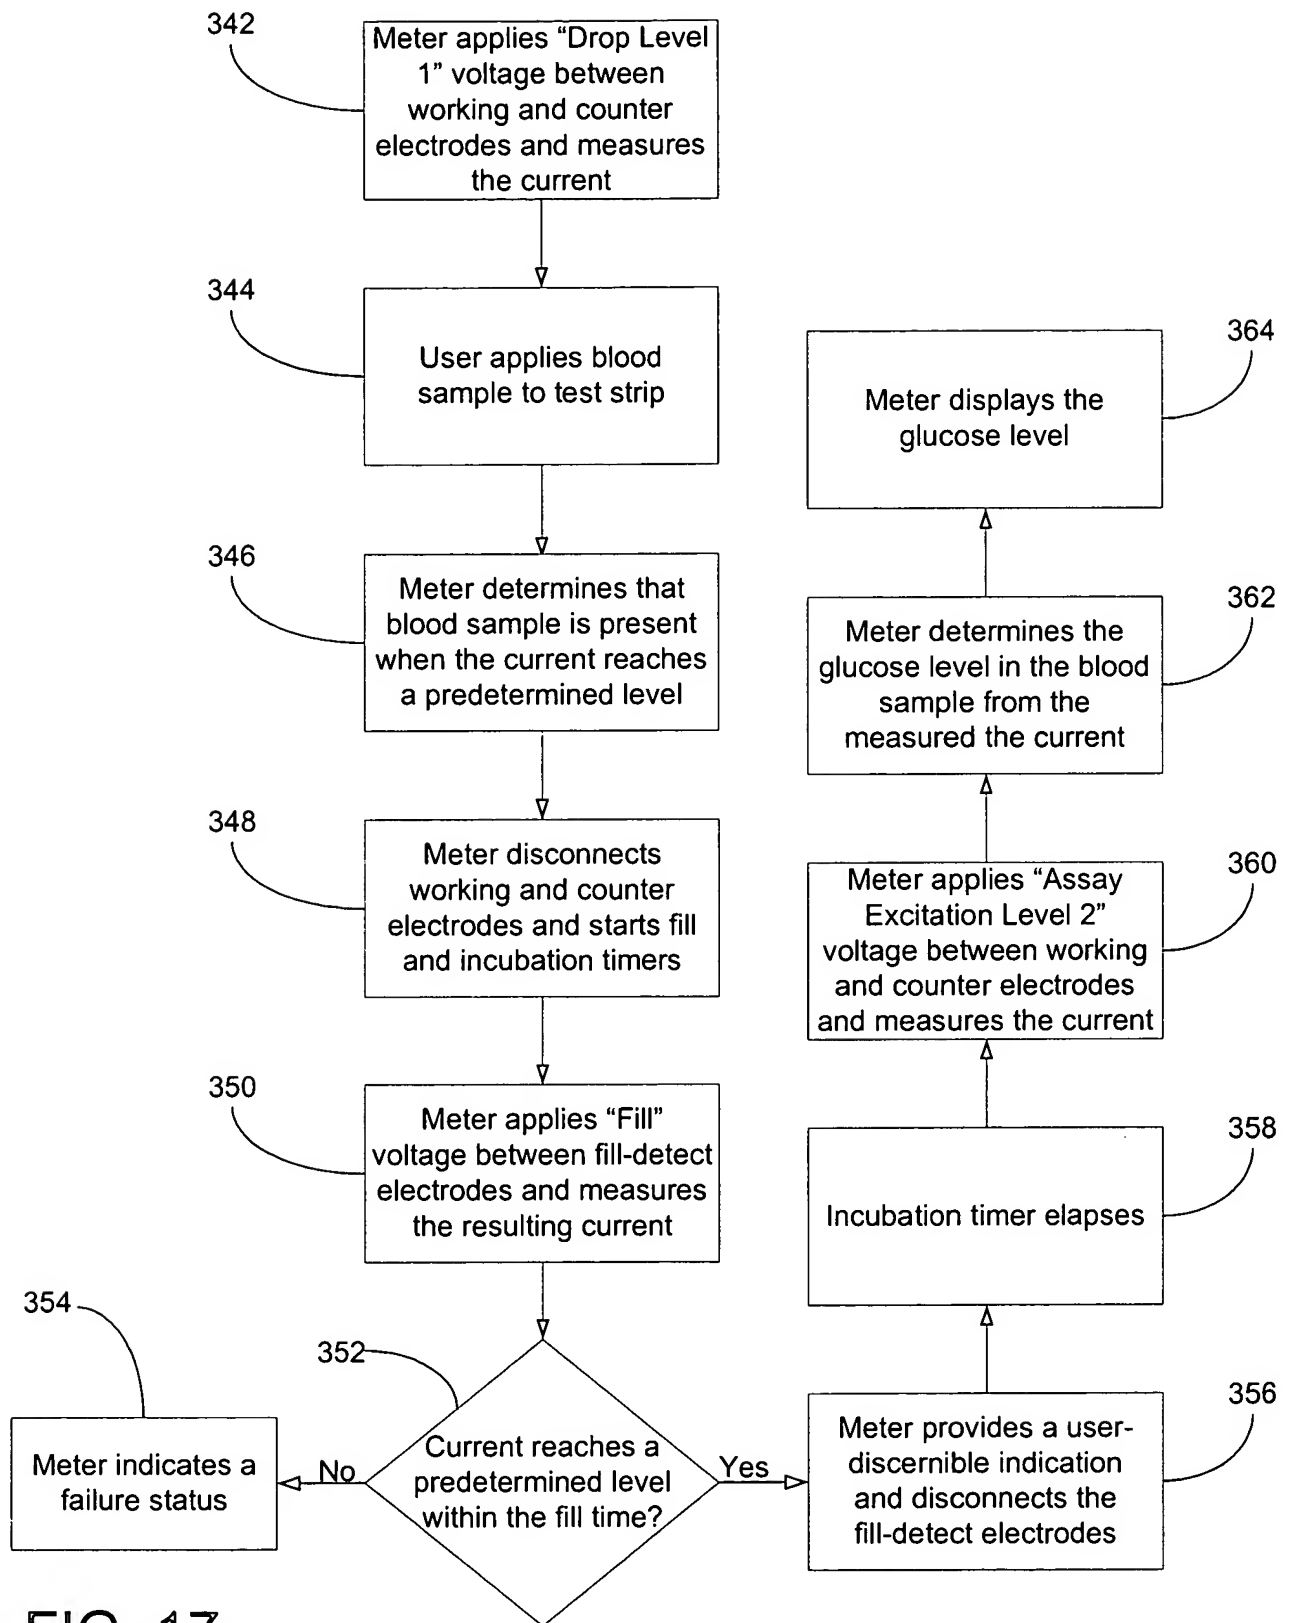 342
Meter applies “Drop Level
1” voltage between
working and counter
electrodes and measures
the current
344
User applies blood
sample to test strip
346
Meter determines that
blood sample is present
when the current reaches
a predetermined level
348
Meter disconnects
working and counter
electrodes and starts fill
and incubation timers
350
Meter applies “Fill”
voltage between fill-detect
electrodes and measures
the resulting current
352
Current reaches a
predetermined level
within the fill time?
No
354
Meter indicates a
failure status
Yes
356
Meter provides a user-
discernible indication
and disconnects the
fill-detect electrodes
358
Incubation timer elapses
360
Meter applies “Assay
Excitation Level 2”
voltage between working
and counter electrodes
and measures the current
362
Meter determines the
glucose level in the blood
sample from the
measured the current
364
Meter displays the
glucose level
FIG. 17